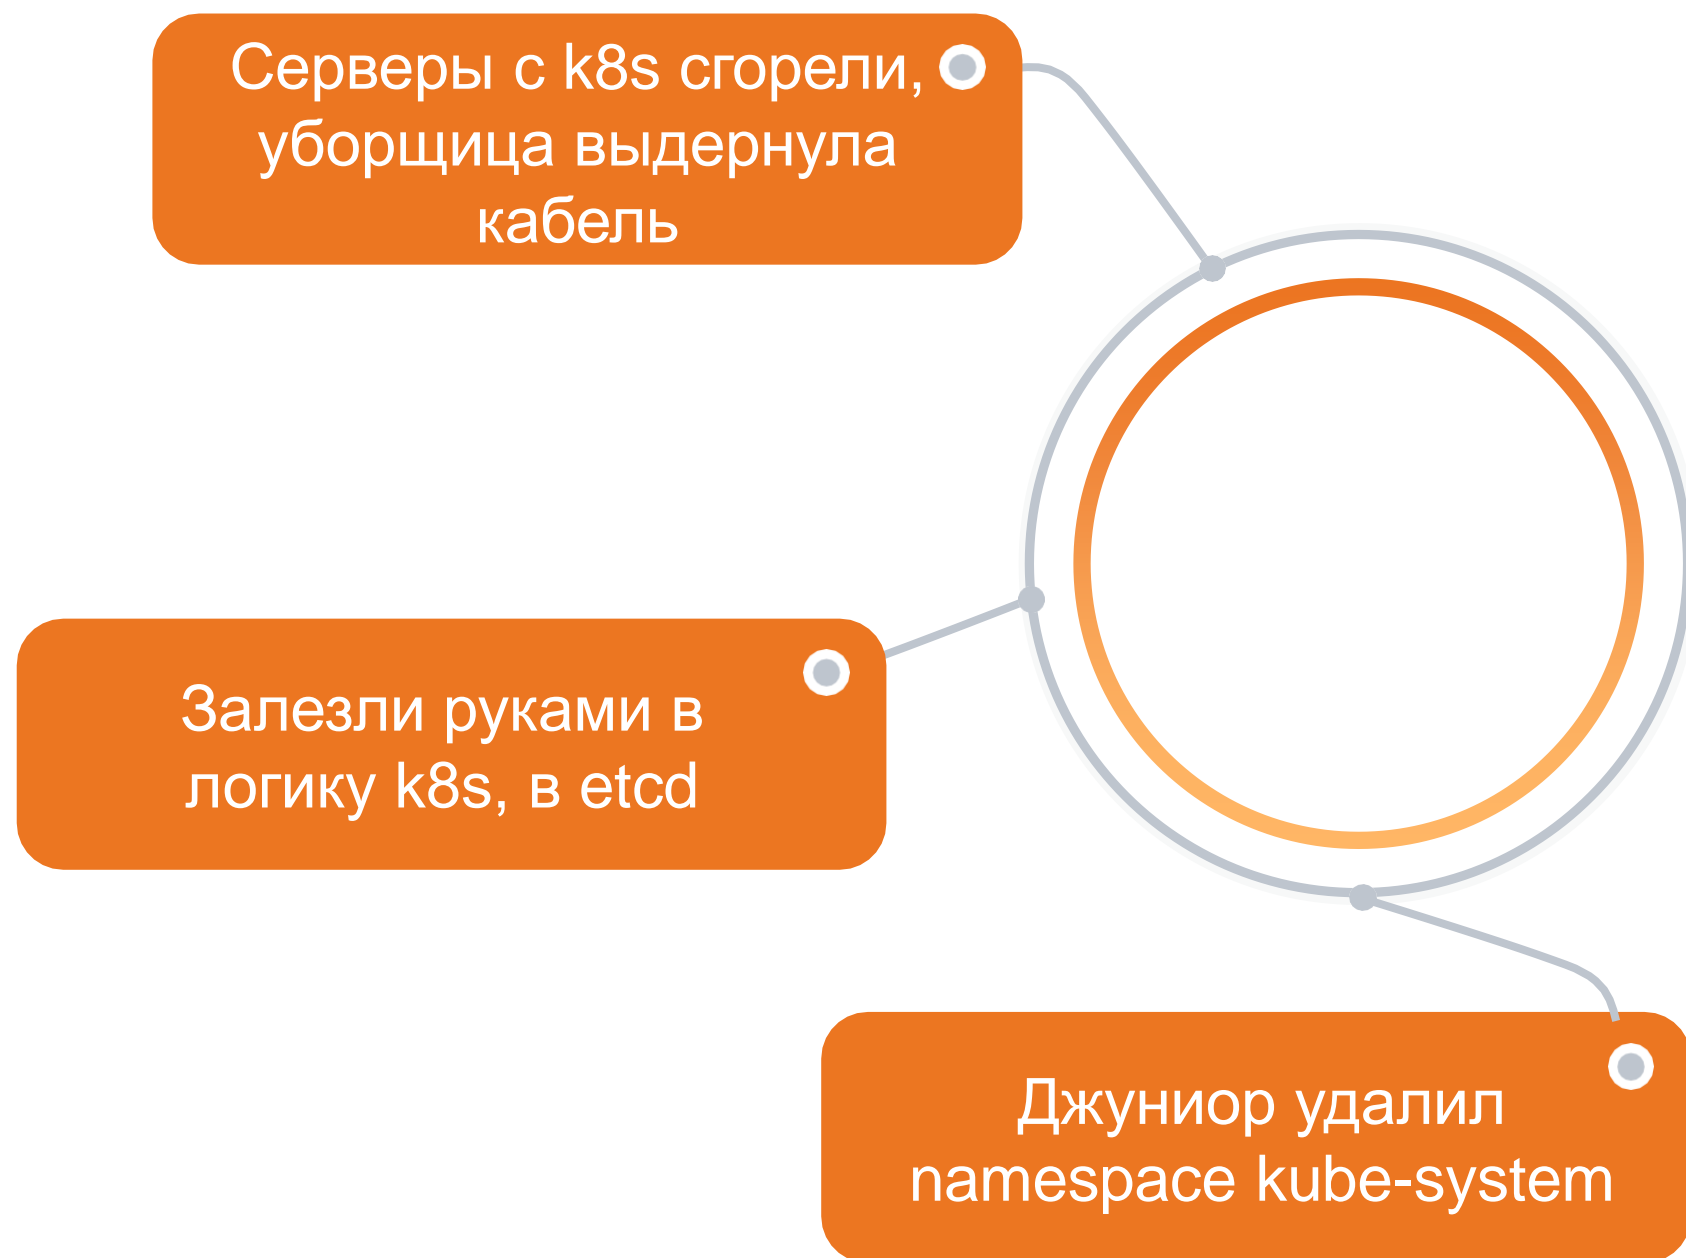 Серверы с k8s сгорели,
уборщица выдернула
кабель
Залезли руками в
логику k8s, в etcd
Джуниор удалил
namespace kube-system